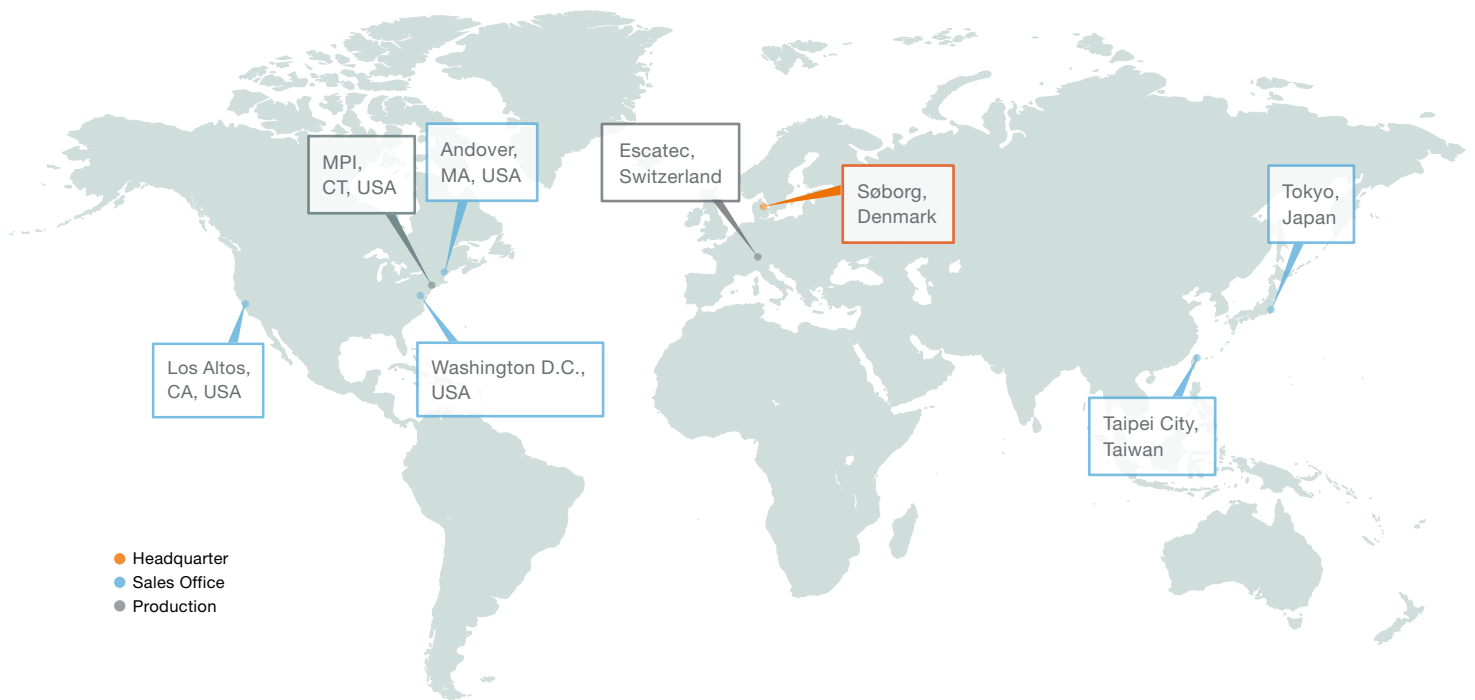 MPI,
CT, USA
Andover,
MA, USA
Escatec,
Switzerland
Søborg,
Denmark
Tokyo,
Japan
Los Altos,
CA, USA
Washington D.C.,
USA
Taipei City,
Taiwan
Headquarter
Sales Office
Production